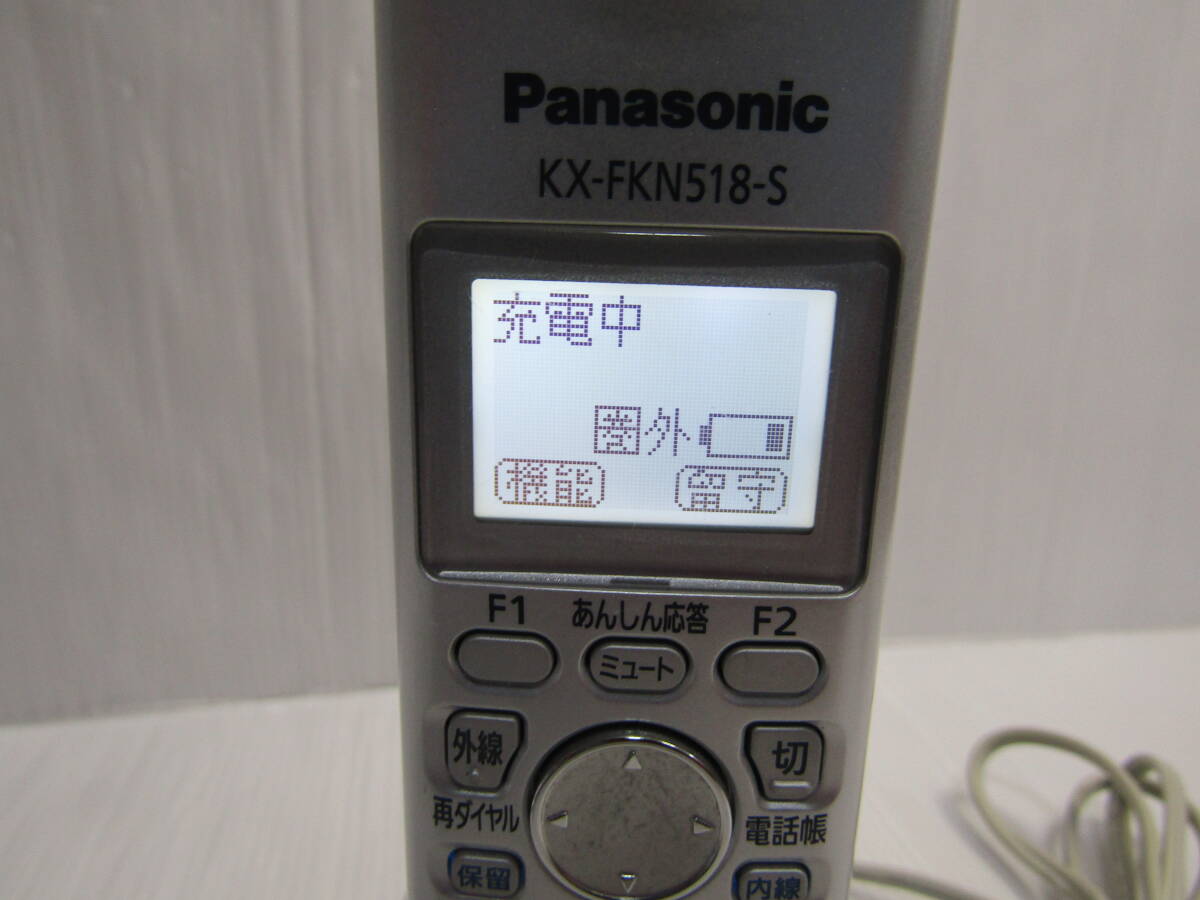 Panasonic
KX-FKN518-S
充電中
圏外
機能 留守
F1 あんしん応答 F2
ミュート
外線 切
再ダイヤル 電話帳
保留 内線